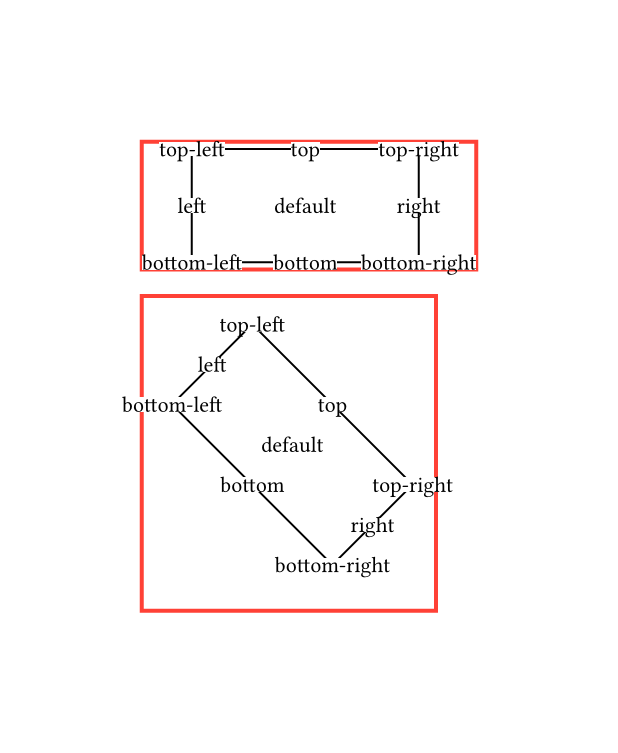 top-left top top-right
left default right
bottom-left bottom bottom-right
top-left
left
bottom-left top
default
bottom top-right
right
bottom-right